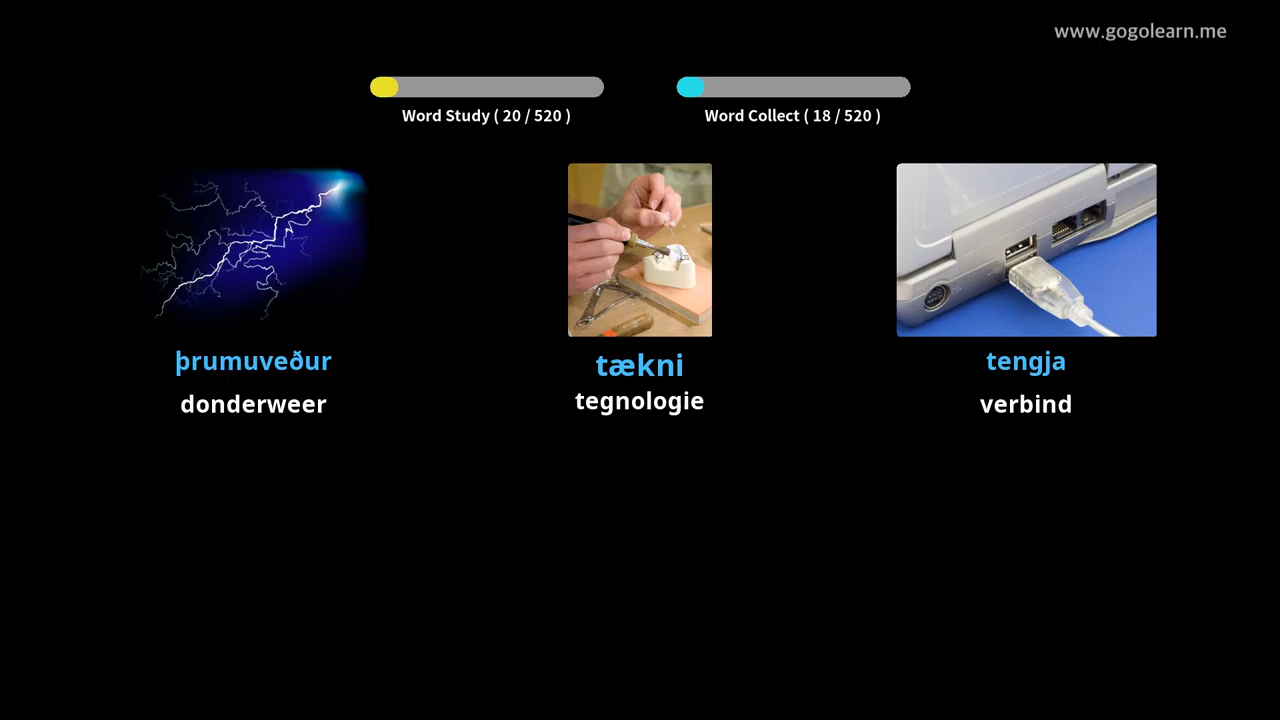 www.gogolearn.me
Word Study ( 20 / 520 )
Word Collect ( 18 / 520 )
þrumuveður
donderweer
tækni
tegnologie
tengja
verbind